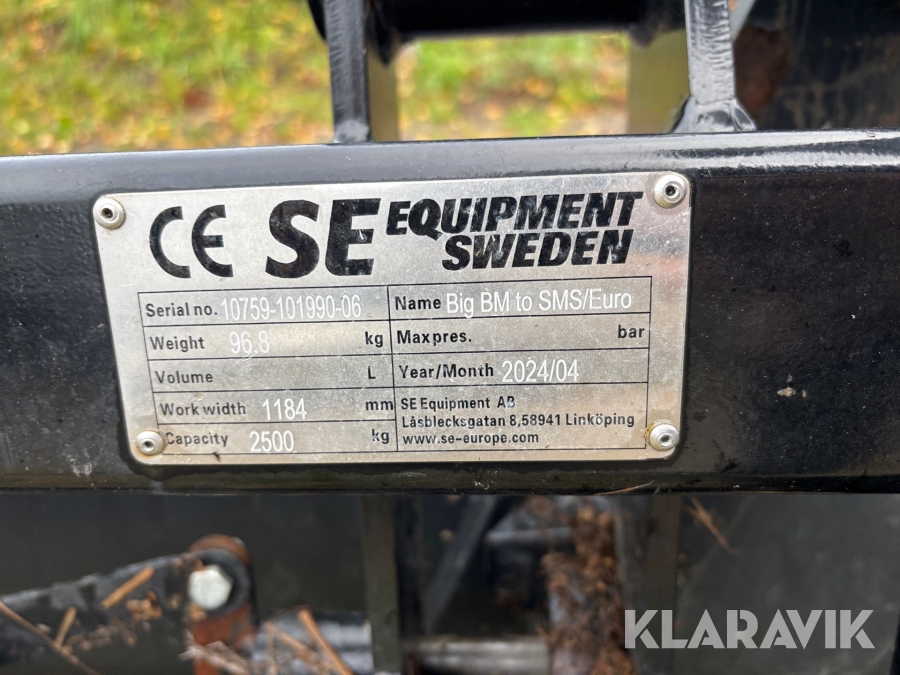 CE SE EQUIPMENT
SWEDEN
Serial no. 10759-101990-06
Name Big BM to SMS/Euro
Weight 96.8 kg
Maxpres. bar
Volume L
Year/Month 2024/04
Work width 1184 mm
Capacity 2500 kg
SE Equipment AB
Låsblecksgatan 8,58941 Linköping
www.se-europe.com
KLARAVIK